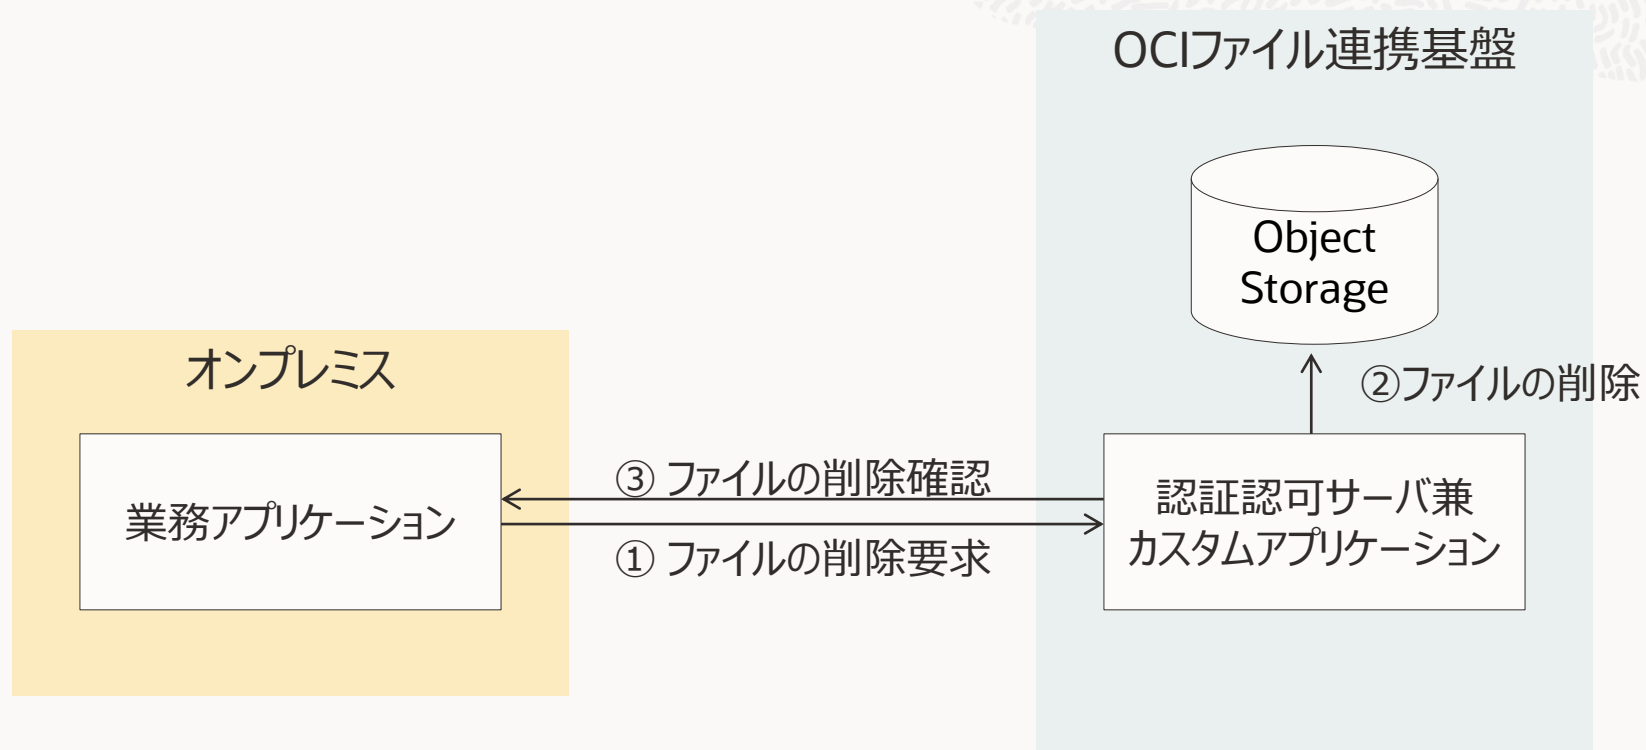 OCIファイル連携基盤
Object
Storage
オンプレミス
②ファイルの削除
③ ファイルの削除確認
業務アプリケーション
認証認可サーバ兼
カスタムアプリケーション
① ファイルの削除要求